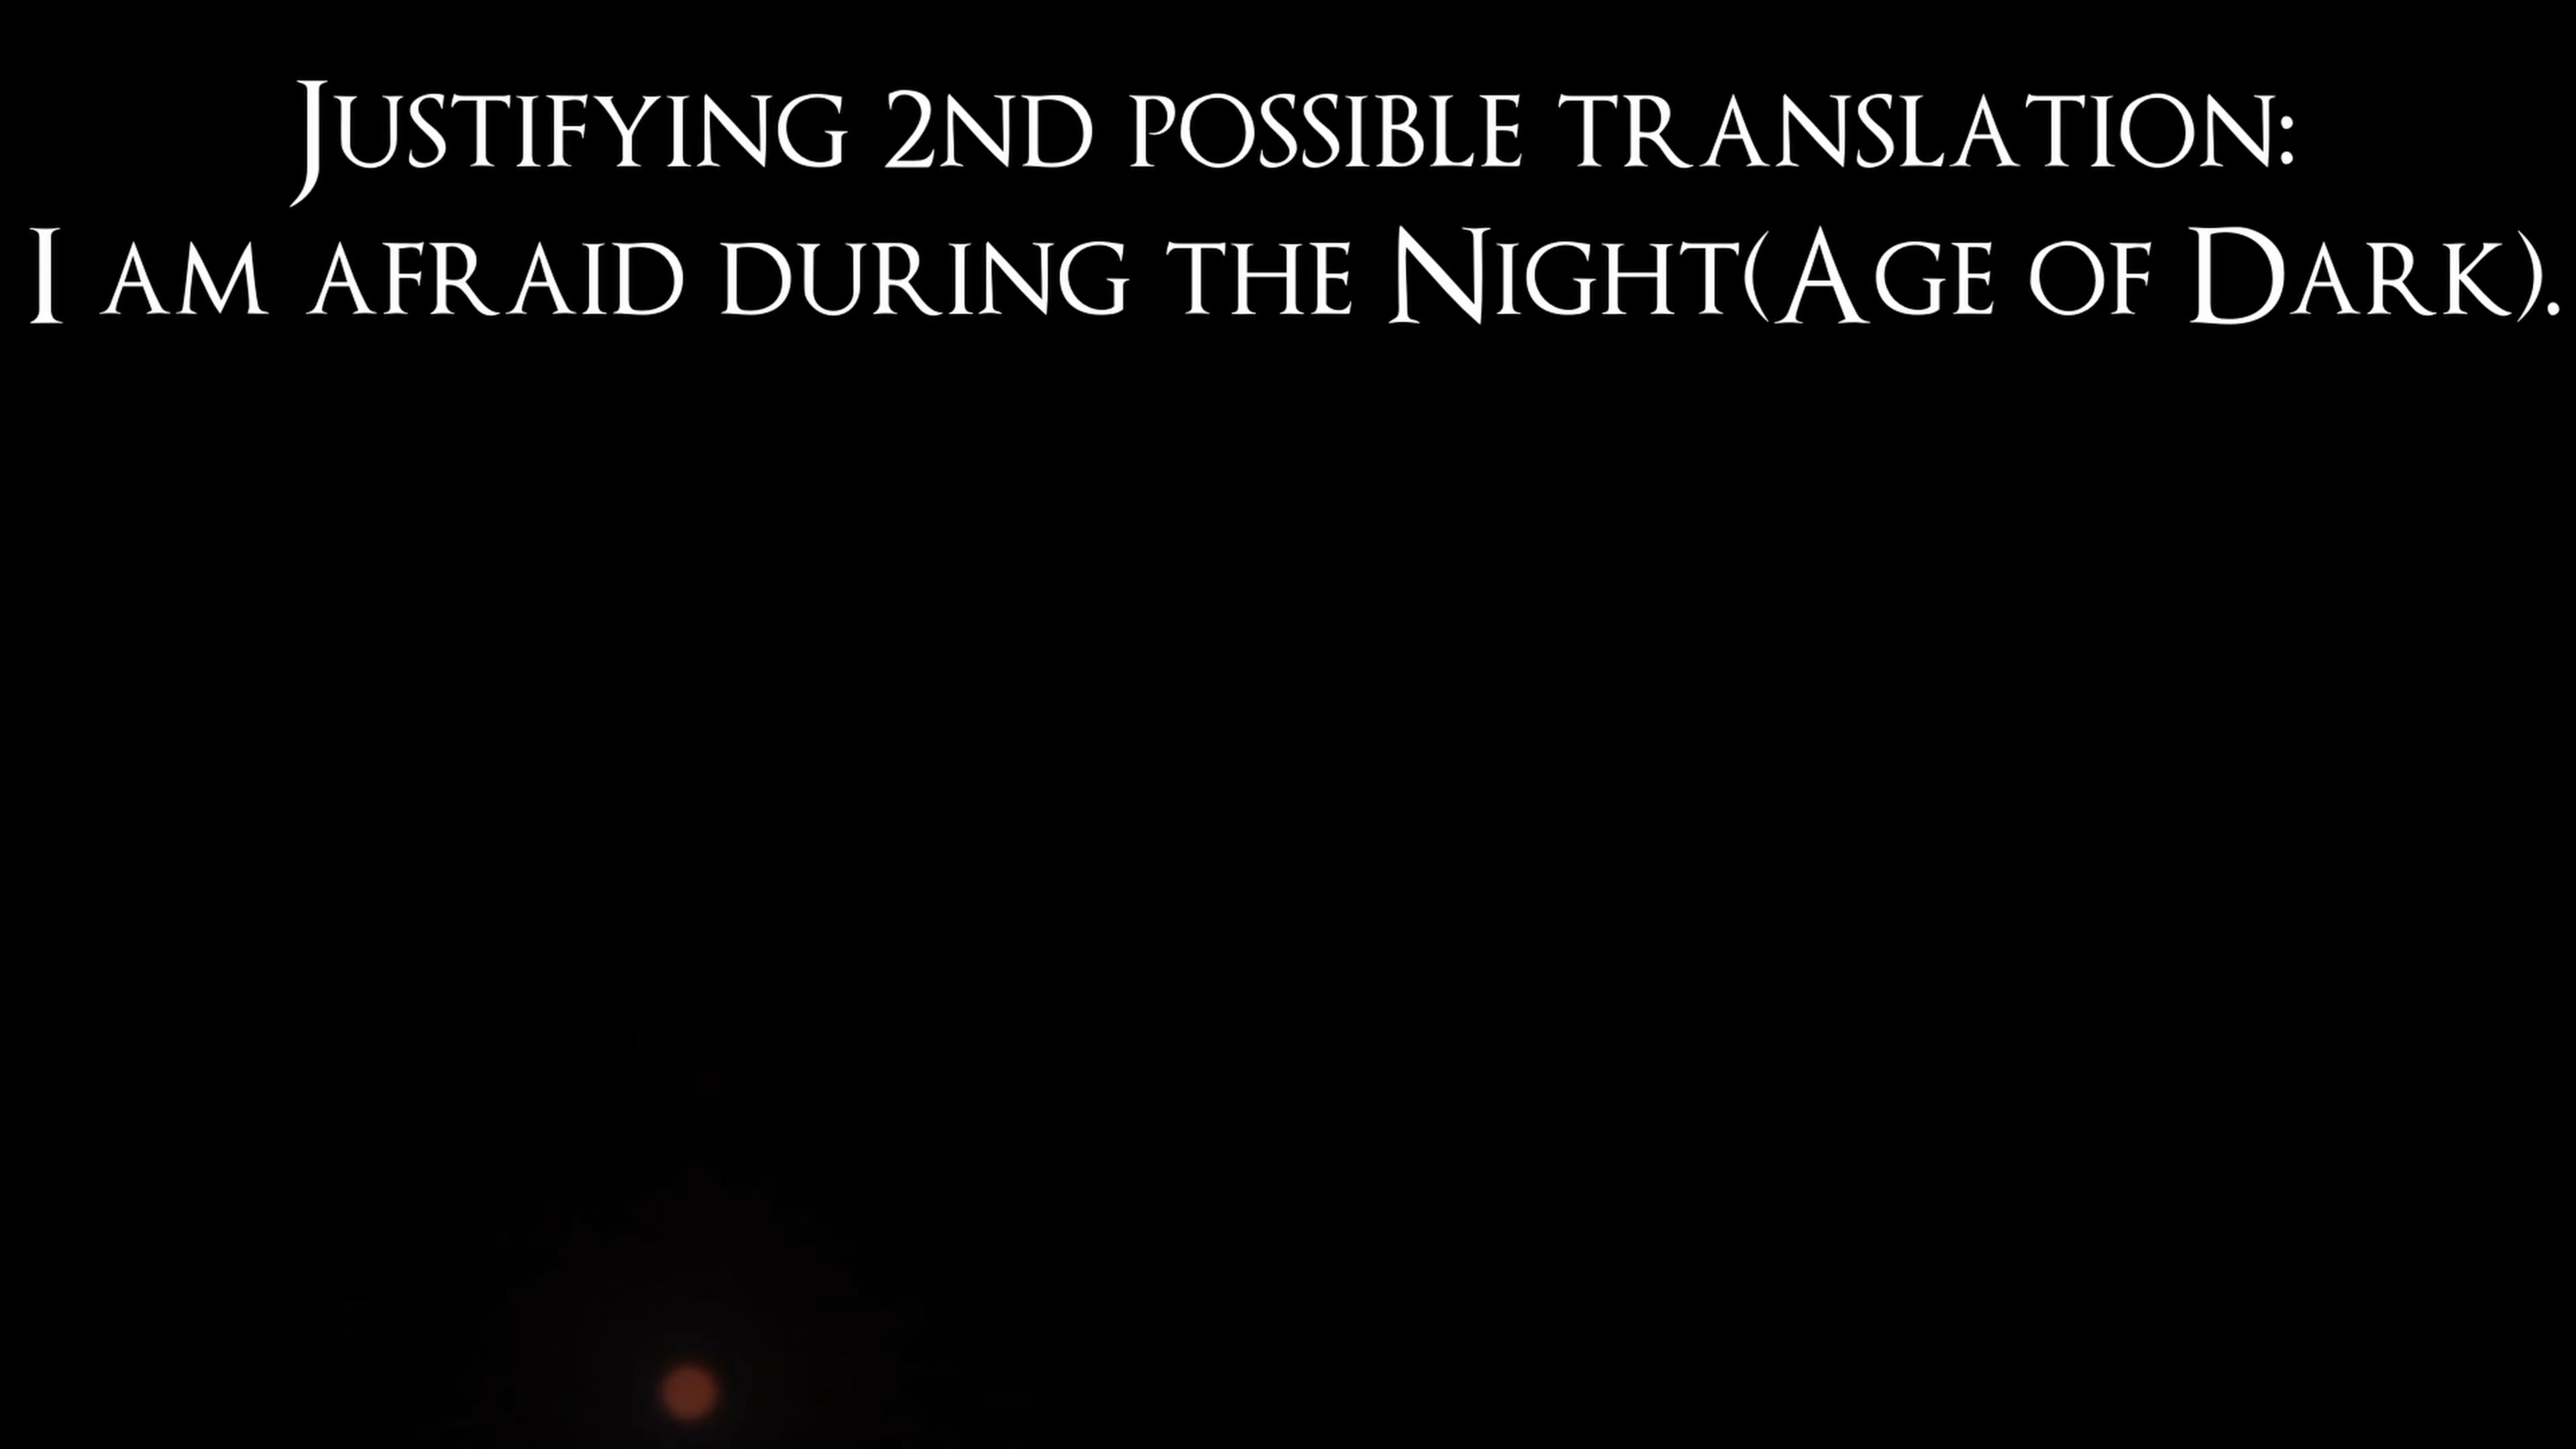 Justifying 2nd possible translation:
I am afraid during the Night(Age of Dark).